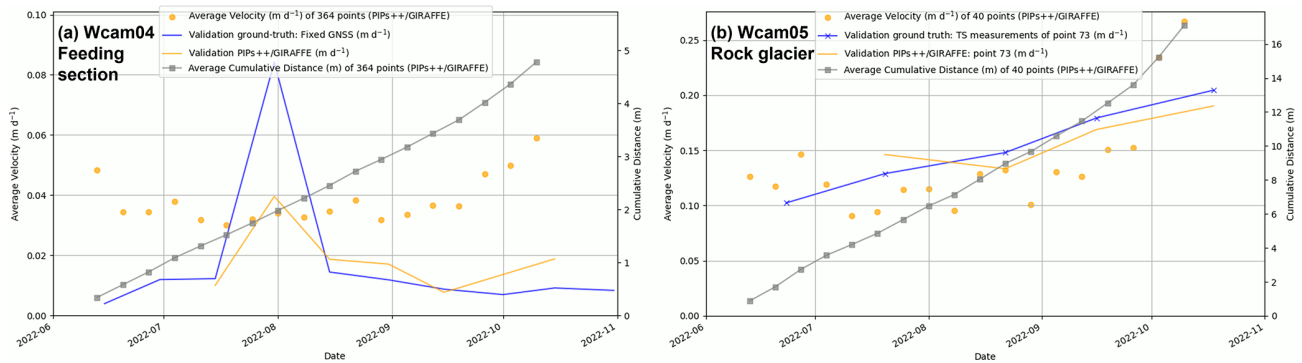 (a) Wcam04
Feeding
section
Average Velocity (m d⁻¹) of 364 points (PIPs++/GIRAFFE)
Validation ground-truth: Fixed GNSS (m d⁻¹)
Validation PIPs++/GIRAFFE (m d⁻¹)
Average Cumulative Distance (m) of 364 points (PIPs++/GIRAFFE)
Average Velocity (m d⁻¹)
0.10
0.08
0.06
0.04
0.02
0.00
Cumulative Distance (m)
5
4
3
2
1
0
2022-06
2022-07
2022-08
2022-09
2022-10
2022-11
Date
(b) Wcam05
Rock glacier
Average Velocity (m d⁻¹) of 40 points (PIPs++/GIRAFFE)
Validation ground truth: TS measurements of point 73 (m d⁻¹)
Validation PIPs++/GIRAFFE: point 73 (m d⁻¹)
Average Cumulative Distance (m) of 40 points (PIPs++/GIRAFFE)
Average Velocity (m d⁻¹)
0.25
0.20
0.15
0.10
0.05
0.00
Cumulative Distance (m)
16
14
12
10
8
6
4
2
0
2022-06
2022-07
2022-08
2022-09
2022-10
2022-11
Date